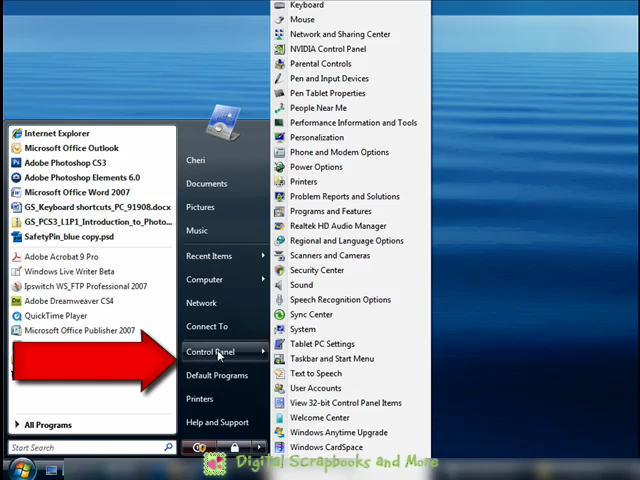 Internet Explorer
Microsoft Office Outlook
Adobe Photoshop CS3
Adobe Photoshop Elements 6.0
Microsoft Office Word 2007
GS_Keyboard shortcuts_PC_91908.docx
GS_PCS3_L1P1_Introduction_to_Photo...
SafetyPin_blue copy.psd
Adobe Acrobat 9 Pro
Windows Live Writer Beta
Ipswitch WS_FTP Professional 2007
Adobe Dreamweaver CS4
QuickTime Player
Microsoft Office Publisher 2007
All Programs
Start Search
Cheri
Documents
Pictures
Music
Recent Items
Computer
Network
Connect To
Control Panel
Default Programs
Printers
Help and Support
Keyboard
Mouse
Network and Sharing Center
NVIDIA Control Panel
Parental Controls
Pen and Input Devices
Pen Tablet Properties
People Near Me
Performance Information and Tools
Personalization
Phone and Modem Options
Power Options
Printers
Problem Reports and Solutions
Programs and Features
Realtek HD Audio Manager
Regional and Language Options
Scanners and Cameras
Security Center
Sound
Speech Recognition Options
Sync Center
System
Tablet PC Settings
Taskbar and Start Menu
Text to Speech
User Accounts
View 32-bit Control Panel Items
Welcome Center
Windows Anytime Upgrade
Windows CardSpace
Digital Scrapbooks and More